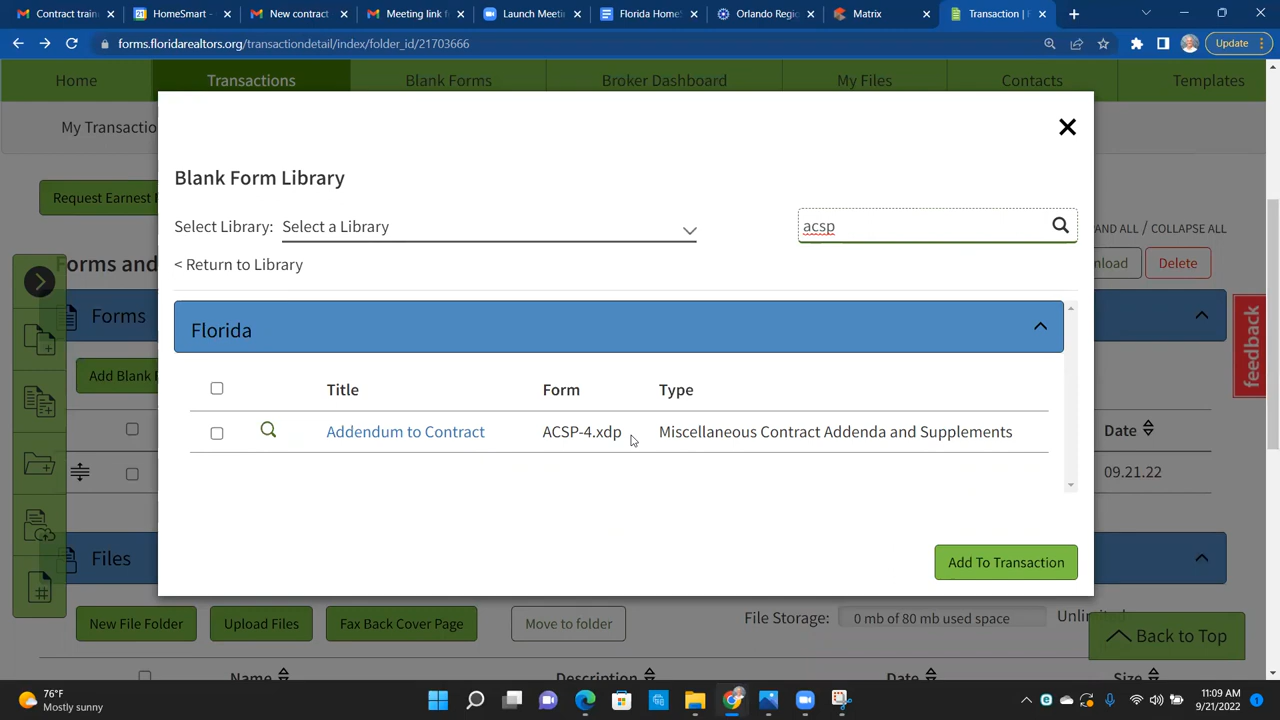 Contract train
HomeSmart -
New contract
Meeting link f
Launch Meeti
Florida Home
Orlando Regi
Matrix
Transaction | F
forms.floridarealtors.org/transactiondetail/index/folder_id/21703666
Update
Home
Transactions
Blank Forms
Broker Dashboard
My Files
Contacts
Templates
My Transactio
Blank Form Library
Request Earnest
Select Library: Select a Library
acsp
AND ALL / COLLAPSE ALL
< Return to Library
Forms and
nload
Delete
Florida
Forms
feedback
Add Blank
Title
Form
Type
Addendum to Contract
ACSP-4.xdp
Miscellaneous Contract Addenda and Supplements
Date
09.21.22
Files
Add To Transaction
New File Folder
Upload Files
Fax Back Cover Page
Move to folder
File Storage:
0 mb of 80 mb used space
Unlimited
Back to Top
Name
Description
Date
Size
76°F
Mostly sunny
11:09 AM
9/21/2022
1